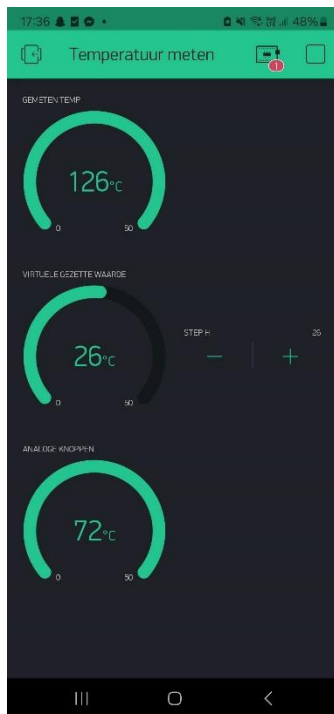 17:36 48%
Temperatuur meten
1
GEMETEN TEMP
126°C
0 50
VIRTUELE GEZETTE WAARDE
STEP H 26
26°C
0 50
ANALOGE KNOPPEN
72°C
0 50